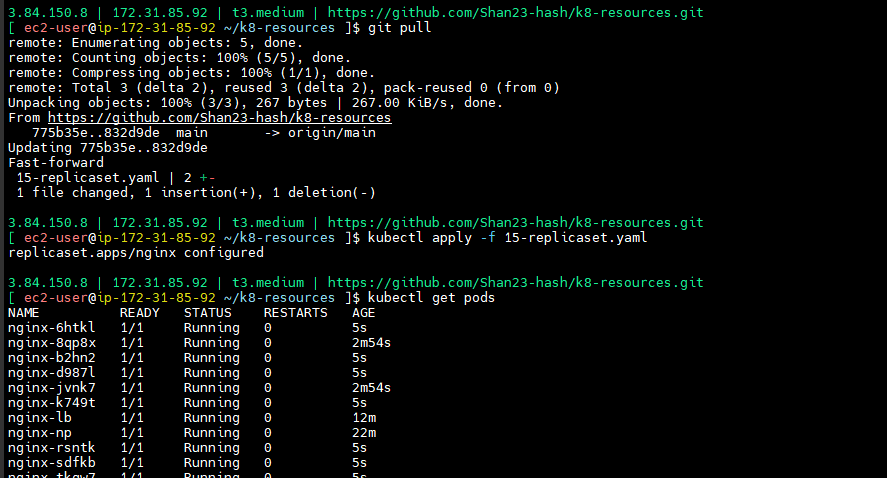 3.84.150.8 | 172.31.85.92 | t3.medium | https://github.com/Shan23-hash/k8-resources.git
[ ec2-user@ip-172-31-85-92 ~/k8-resources ]$ git pull
remote: Enumerating objects: 5, done.
remote: Counting objects: 100% (5/5), done.
remote: Compressing objects: 100% (1/1), done.
remote: Total 3 (delta 2), reused 3 (delta 2), pack-reused 0 (from 0)
Unpacking objects: 100% (3/3), 267 bytes | 267.00 KiB/s, done.
From https://github.com/Shan23-hash/k8-resources
   775b35e..832d9de  main       -> origin/main
Updating 775b35e..832d9de
Fast-forward
 15-replicaset.yaml | 2 +-
 1 file changed, 1 insertion(+), 1 deletion(-)
3.84.150.8 | 172.31.85.92 | t3.medium | https://github.com/Shan23-hash/k8-resources.git
[ ec2-user@ip-172-31-85-92 ~/k8-resources ]$ kubectl apply -f 15-replicaset.yaml
replicaset.apps/nginx configured
3.84.150.8 | 172.31.85.92 | t3.medium | https://github.com/Shan23-hash/k8-resources.git
[ ec2-user@ip-172-31-85-92 ~/k8-resources ]$ kubectl get pods
NAME          READY   STATUS    RESTARTS   AGE
nginx-6htkl   1/1     Running   0          5s
nginx-8qp8x   1/1     Running   0          2m54s
nginx-b2hn2   1/1     Running   0          5s
nginx-d987l   1/1     Running   0          5s
nginx-jvnk7   1/1     Running   0          2m54s
nginx-k749t   1/1     Running   0          5s
nginx-lb      1/1     Running   0          12m
nginx-np      1/1     Running   0          22m
nginx-rsntk   1/1     Running   0          5s
nginx-sdfkb   1/1     Running   0          5s
1/1     Running   0          5s